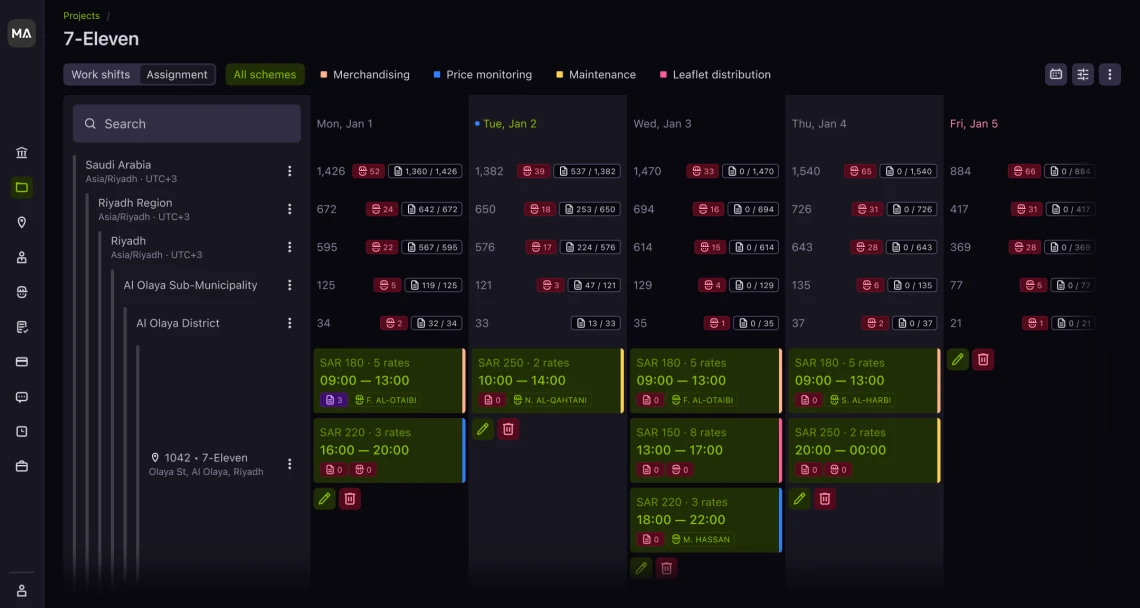 MA
Projects /
7-Eleven
Work shifts Assignment All schemes Merchandising Price monitoring Maintenance Leaflet distribution
Search Mon, Jan 1 Tue, Jan 2 Wed, Jan 3 Thu, Jan 4 Fri, Jan 5
Saudi Arabia
Asia/Riyadh · UTC+3
1,426 52 1,360 / 1,426 1,382 39 537 / 1,382 1,470 33 0 / 1,470 1,540 65 0 / 1,540 884 66 0 / 884
Riyadh Region
Asia/Riyadh · UTC+3
672 24 642 / 672 650 18 253 / 650 694 16 0 / 694 726 31 0 / 726 417 31 0 / 417
Riyadh
Asia/Riyadh · UTC+3
595 22 567 / 595 576 17 224 / 576 614 15 0 / 614 643 28 0 / 643 369 28 0 / 369
Al Olaya Sub-Municipality 125 5 119 / 125 121 3 47 / 121 129 4 0 / 129 135 6 0 / 135 77 5 0 / 77
Al Olaya District 34 2 32 / 34 33 13 / 33 35 1 0 / 35 37 2 0 / 37 21 1 0 / 21
1042 • 7-Eleven
Olaya St, Al Olaya, Riyadh
SAR 180 · 5 rates
09:00 — 13:00
3 F. AL-OTAIBI
SAR 220 · 3 rates
16:00 — 20:00
0 0
SAR 250 · 2 rates
10:00 — 14:00
0 N. AL-QAHTANI
SAR 180 · 5 rates
09:00 — 13:00
0 F. AL-OTAIBI
SAR 150 · 8 rates
13:00 — 17:00
0 0
SAR 220 · 3 rates
18:00 — 22:00
0 M. HASSAN
SAR 180 · 5 rates
09:00 — 13:00
0 S. AL-HARBI
SAR 250 · 2 rates
20:00 — 00:00
0 0